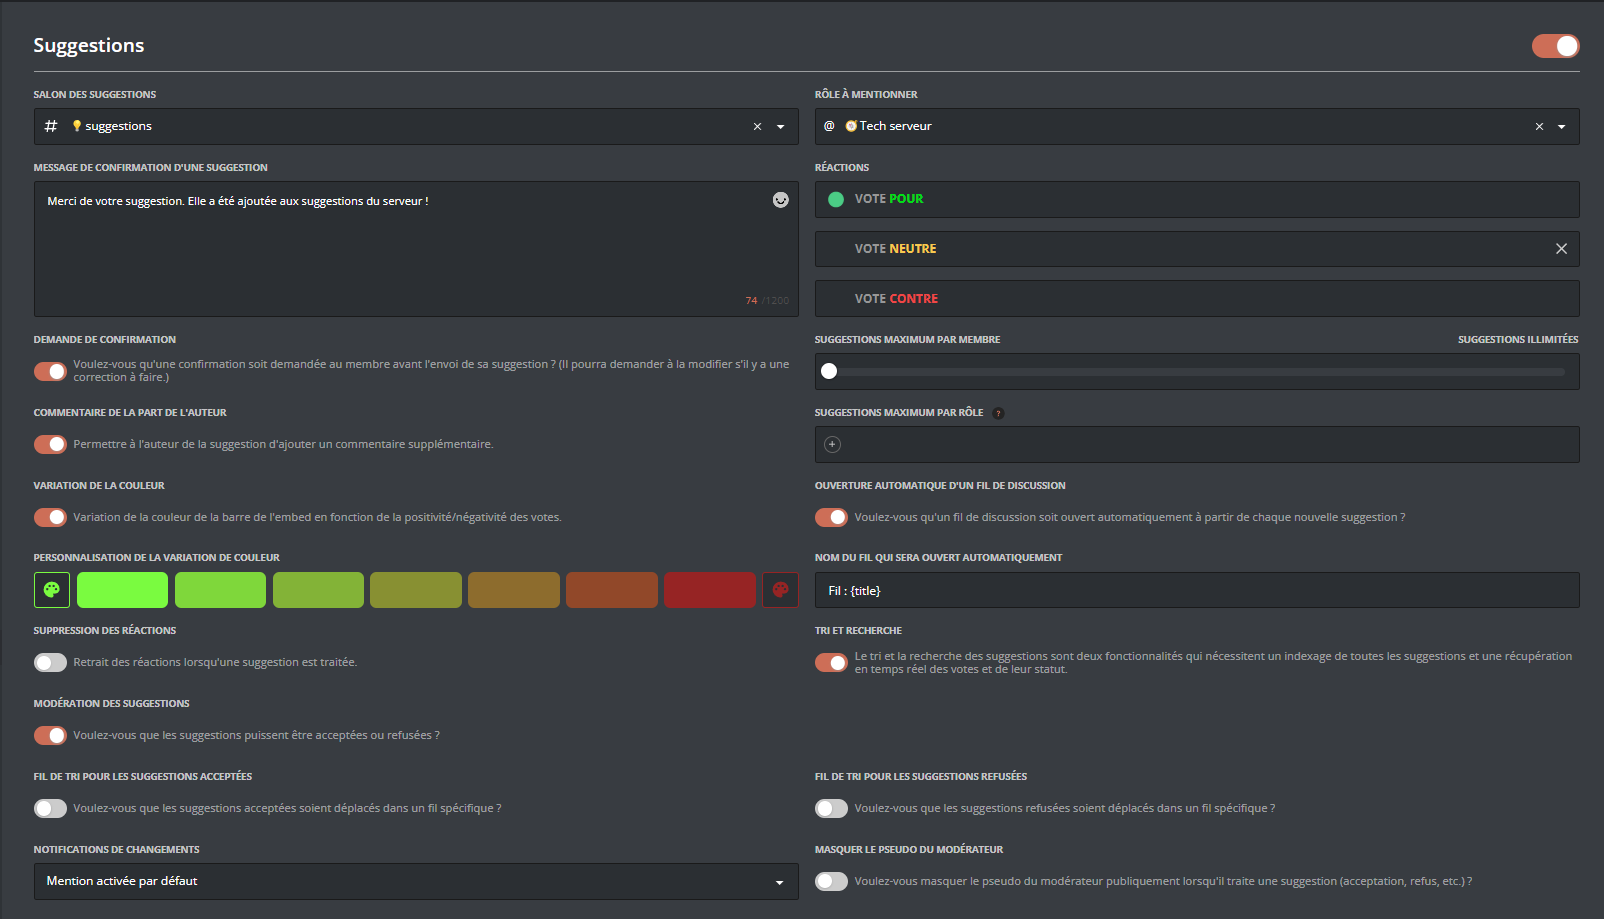 Suggestions
SALON DES SUGGESTIONS
suggestions
RÔLE À MENTIONNER
@ Tech serveur
MESSAGE DE CONFIRMATION D'UNE SUGGESTION
Merci de votre suggestion. Elle a été ajoutée aux suggestions du serveur !
74 /1200
RÉACTIONS
VOTE POUR
VOTE NEUTRE
VOTE CONTRE
DEMANDE DE CONFIRMATION
Voulez-vous qu'une confirmation soit demandée au membre avant l'envoi de sa suggestion ? (Il pourra demander à la modifier s'il y a une
correction à faire.)
SUGGESTIONS MAXIMUM PAR MEMBRE
SUGGESTIONS ILLIMITÉES
COMMENTAIRE DE LA PART DE L'AUTEUR
Permettre à l'auteur de la suggestion d'ajouter un commentaire supplémentaire.
SUGGESTIONS MAXIMUM PAR RÔLE ?
VARIATION DE LA COULEUR
Variation de la couleur de la barre de l'embed en fonction de la positivité/négativité des votes.
OUVERTURE AUTOMATIQUE D'UN FIL DE DISCUSSION
Voulez-vous qu'un fil de discussion soit ouvert automatiquement à partir de chaque nouvelle suggestion ?
PERSONNALISATION DE LA VARIATION DE COULEUR
NOM DU FIL QUI SERA OUVERT AUTOMATIQUEMENT
Fil : {title}
SUPPRESSION DES RÉACTIONS
Retrait des réactions lorsqu'une suggestion est traitée.
TRI ET RECHERCHE
Le tri et la recherche des suggestions sont deux fonctionnalités qui nécessitent un indexage de toutes les suggestions et une récupération
en temps réel des votes et de leur statut.
MODÉRATION DES SUGGESTIONS
Voulez-vous que les suggestions puissent être acceptées ou refusées ?
FIL DE TRI POUR LES SUGGESTIONS ACCEPTÉES
Voulez-vous que les suggestions acceptées soient déplacés dans un fil spécifique ?
FIL DE TRI POUR LES SUGGESTIONS REFUSÉES
Voulez-vous que les suggestions refusées soient déplacés dans un fil spécifique ?
NOTIFICATIONS DE CHANGEMENTS
Mention activée par défaut
MASQUER LE PSEUDO DU MODÉRATEUR
Voulez-vous masquer le pseudo du modérateur publiquement lorsqu'il traite une suggestion (acceptation, refus, etc.) ?